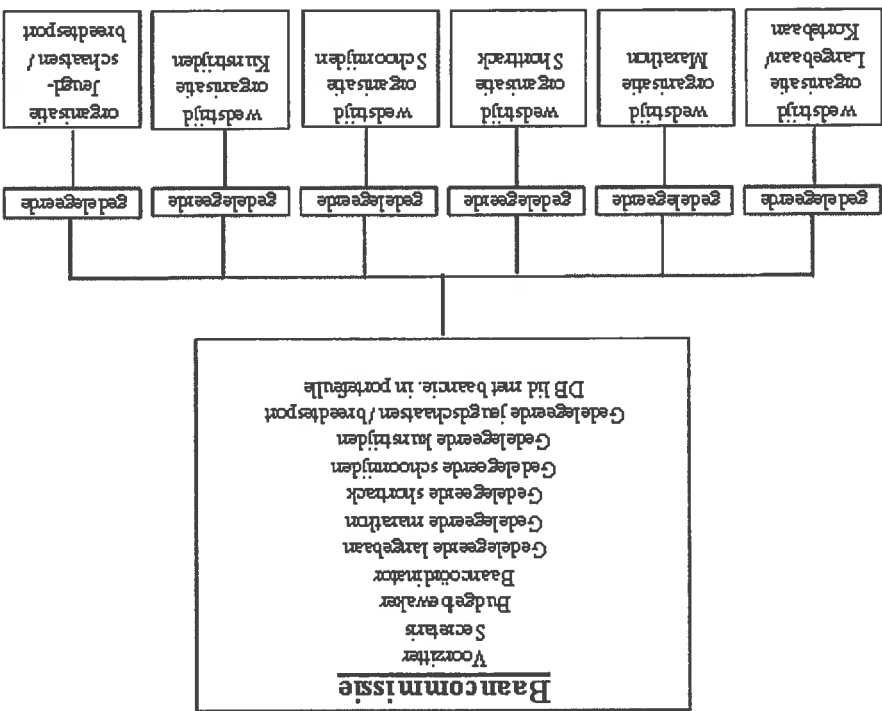 Baancommissie
Voorzitter
Secretaris
Budgetbewaker
Baancoördinator
Gedelegeerde langebaan
Gedelegeerde marathon
Gedelegeerde shorttrack
Gedelegeerde schoonrijden
Gedelegeerde kunstrijden
Gedelegeerde jeugdschaatsen /breedtesport
DB lid met baancie. in portefeulle
gedelegeerde
gedelegeerde
gedelegeerde
gedelegeerde
gedelegeerde
gedelegeerde
wedstrijd
organisatie
Langebaan/
Kortebaan
wedstrijd
organisatie
Marathon
wedstrijd
organisatie
Shorttrack
wedstrijd
organisatie
Schoonrijden
wedstrijd
organisatie
Kunstrijden
organisatie
Jeugd-
schaatsen /
breedtesport